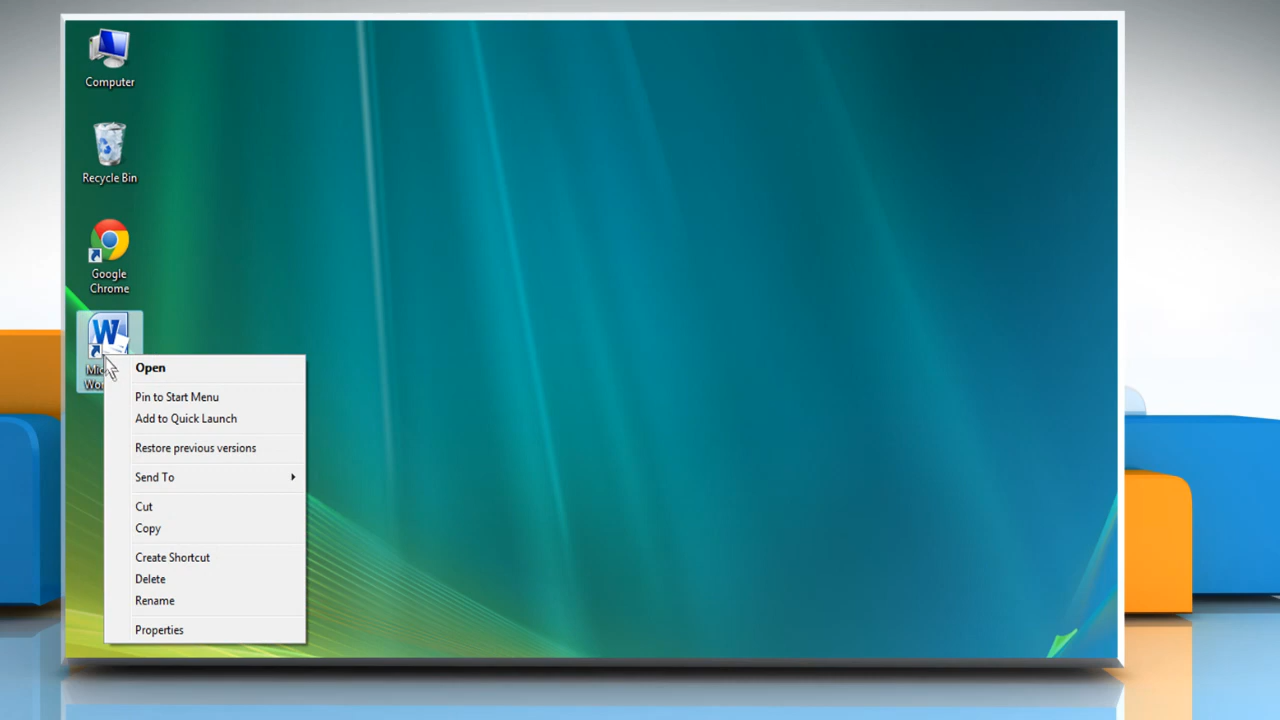 Computer
Recycle Bin
Google
Chrome
W
Open
Pin to Start Menu
Add to Quick Launch
Restore previous versions
Send To
Cut
Copy
Create Shortcut
Delete
Rename
Properties